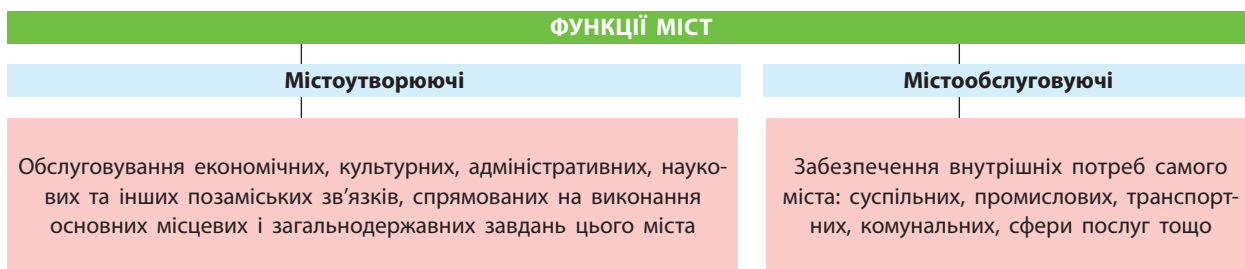 ФУНКЦІЇ МІСТ
Містоутворюючі
Містообслуговуючі
Обслуговування економічних, культурних, адміністративних, науко-
вих та інших позаміських зв’язків, спрямованих на виконання
основних місцевих і загальнодержавних завдань цього міста
Забезпечення внутрішніх потреб самого
міста: суспільних, промислових, транспорт-
них, комунальних, сфери послуг тощо